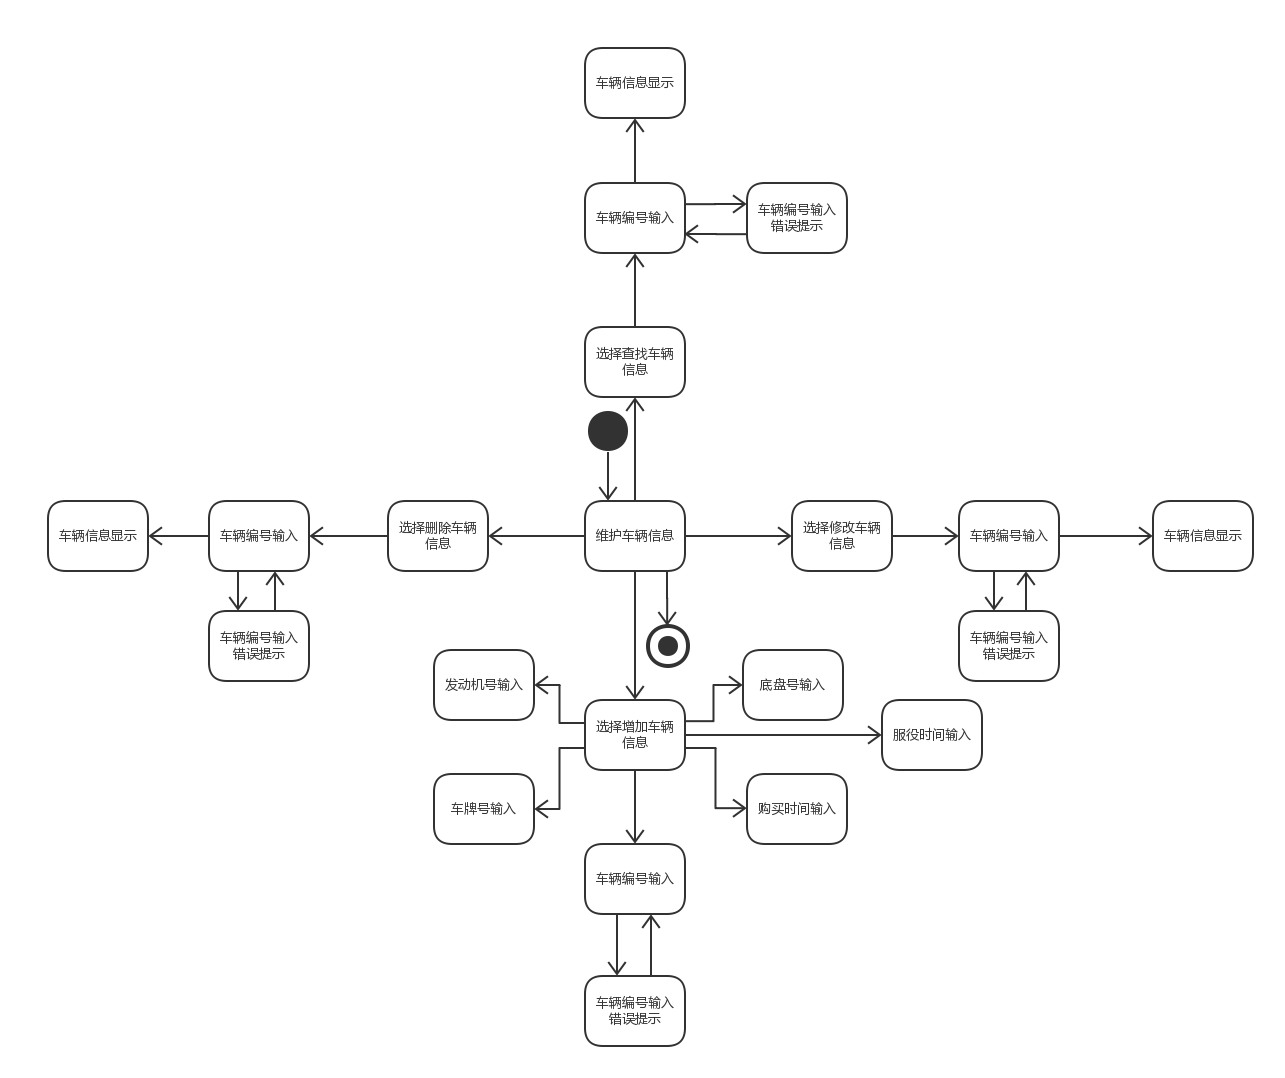 车辆信息显示
车辆编号输入
车辆编号输入
错误提示
选择查找车辆
信息
车辆信息显示
车辆编号输入
选择删除车辆
信息
维护车辆信息
选择修改车辆
信息
车辆编号输入
车辆信息显示
车辆编号输入
错误提示
车辆编号输入
错误提示
发动机号输入
底盘号输入
选择增加车辆
信息
服役时间输入
车牌号输入
购买时间输入
车辆编号输入
车辆编号输入
错误提示